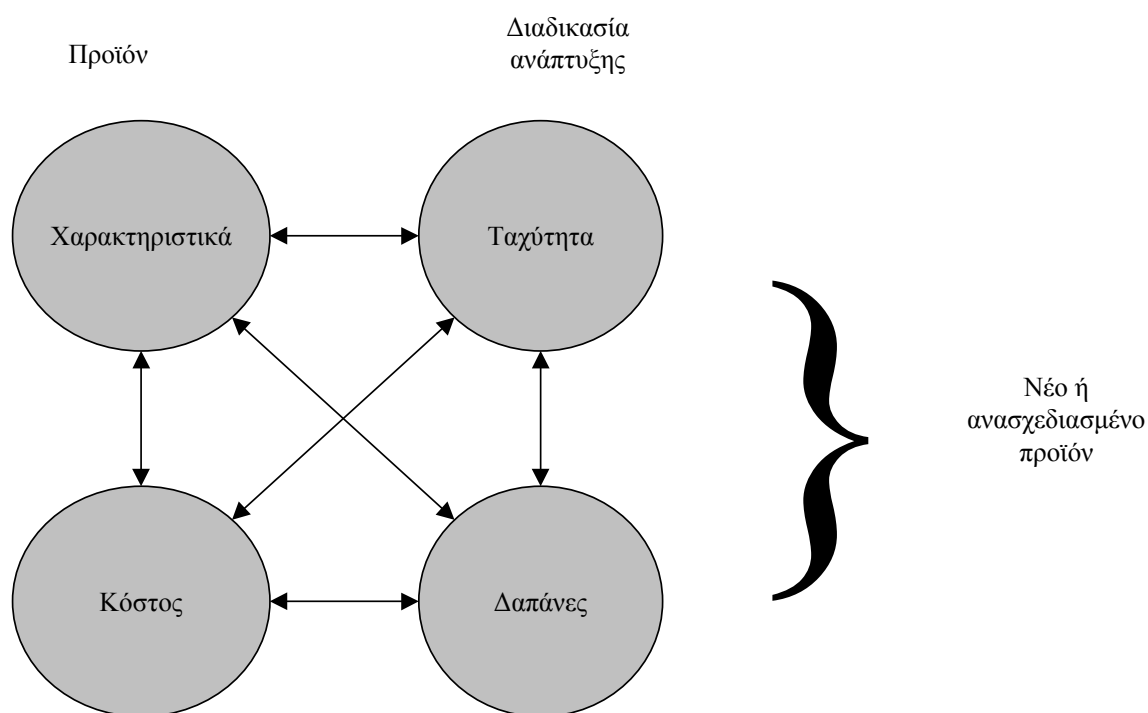 Προϊόν
Διαδικασία
ανάπτυξης
Χαρακτηριστικά
Ταχύτητα
Νέο ή
ανασχεδιασμένο
προϊόν
Κόστος
Δαπάνες